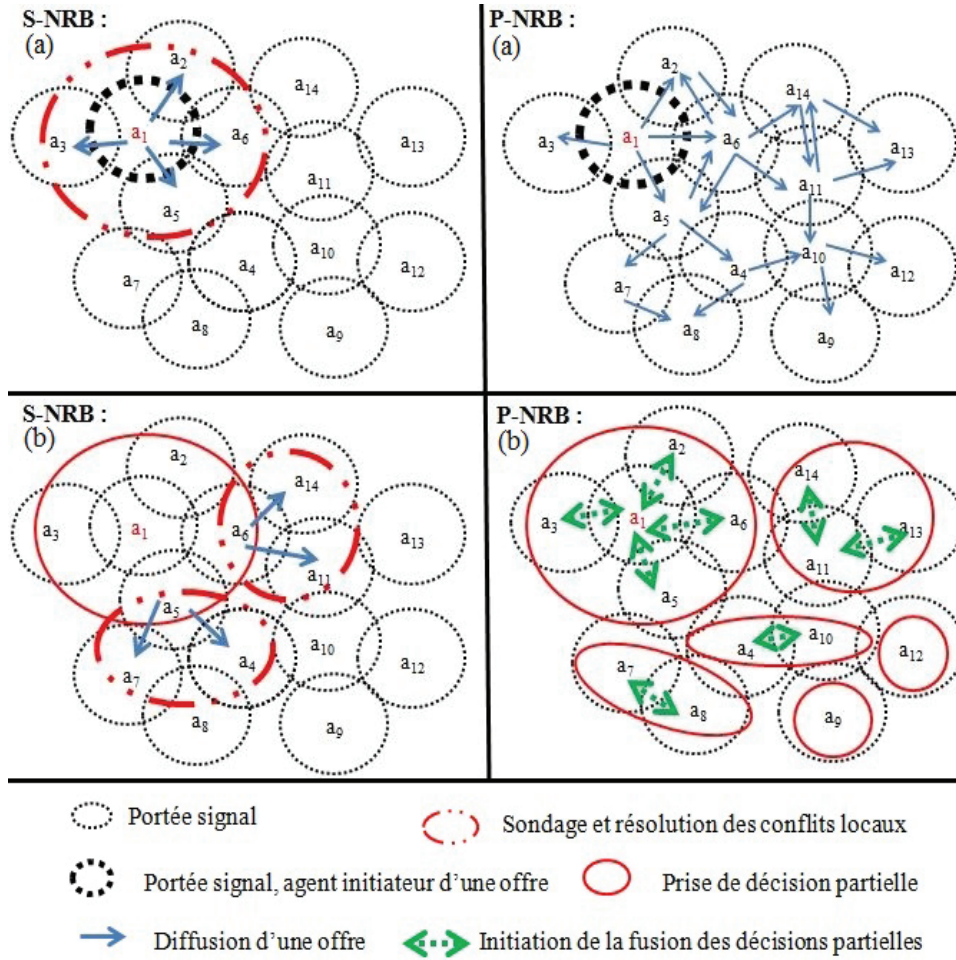 S-NRB :
(a)
a2
a14
a3
a1
a6
a13
a11
a5
a10
a4
a12
a7
a8
a9
P-NRB :
(a)
a2
a14
a3
a1
a6
a13
a11
a5
a10
a4
a12
a7
a8
a9
S-NRB :
(b)
a2
a14
a3
a1
a6
a13
a11
a5
a10
a4
a12
a7
a8
a9
P-NRB :
(b)
a2
a14
a3
a1
a6
a13
a11
a5
a10
a4
a12
a7
a8
a9
Portée signal
Sondage et résolution des conflits locaux
Portée signal, agent initiateur d’une offre
Prise de décision partielle
Diffusion d’une offre
Initiation de la fusion des décisions partielles